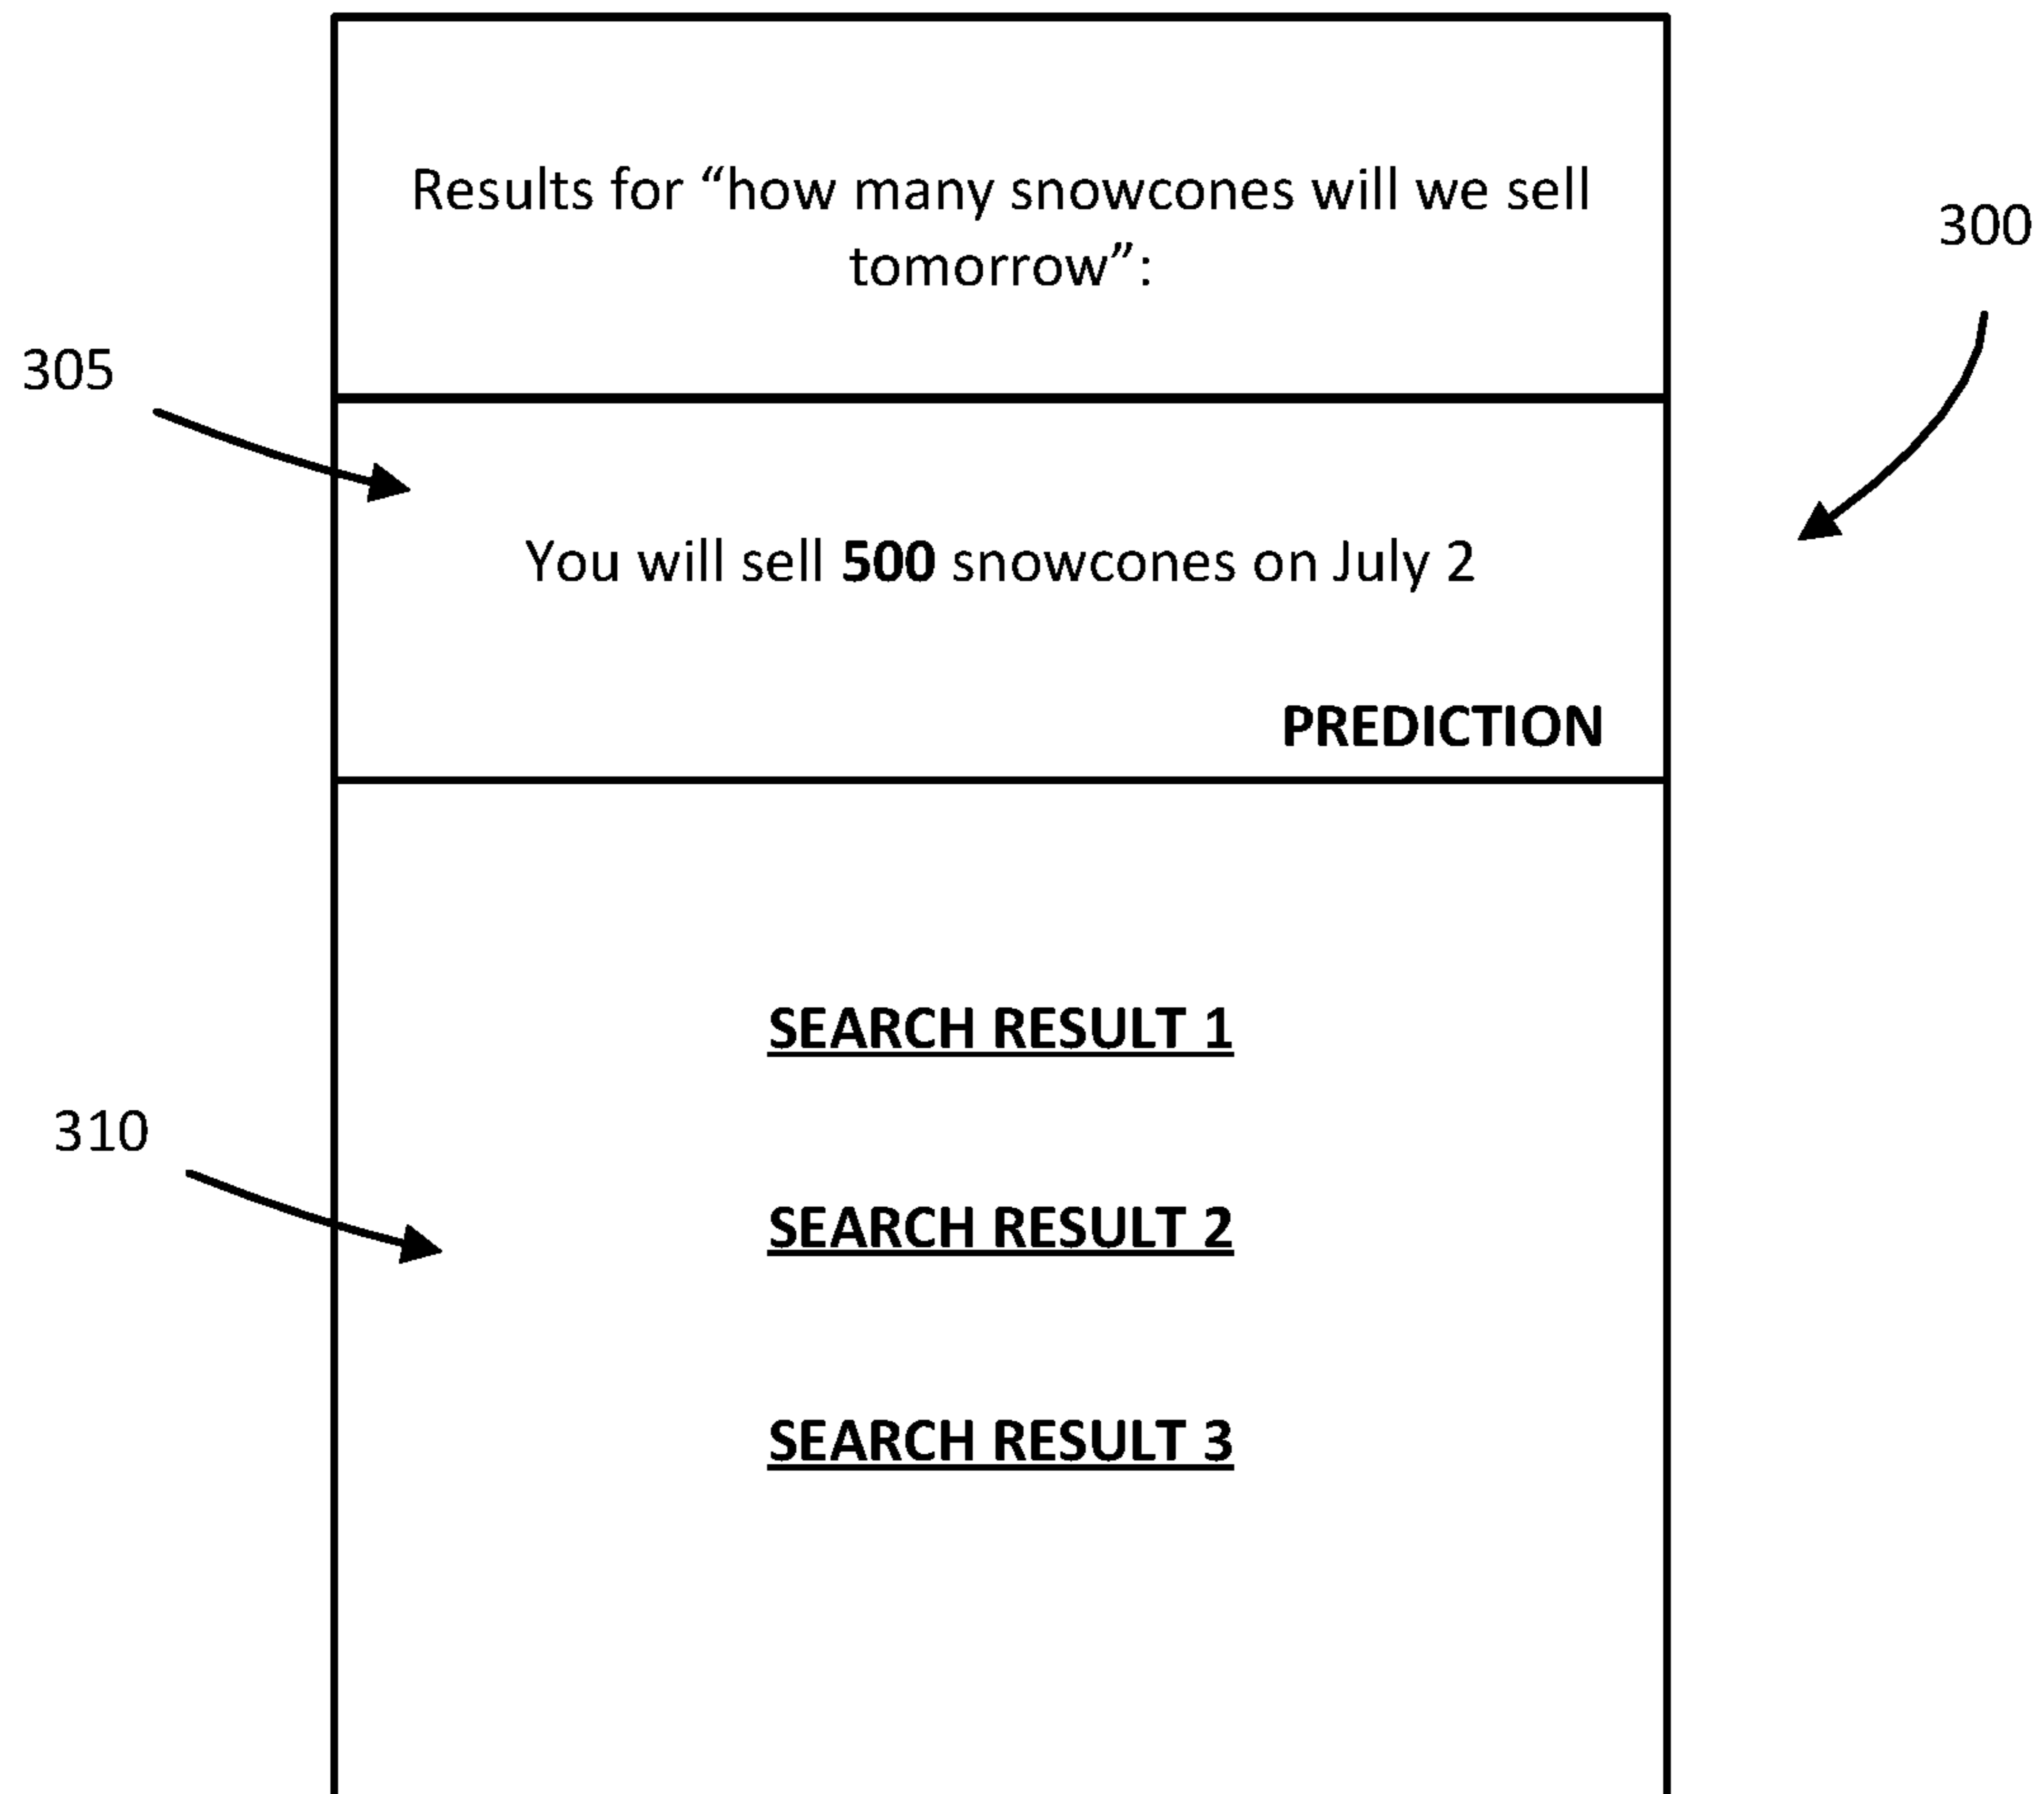 Results for “how many snowcones will we sell
tomorrow”:
300
305
You will sell 500 snowcones on July 2
PREDICTION
SEARCH RESULT 1
310
SEARCH RESULT 2
SEARCH RESULT 3